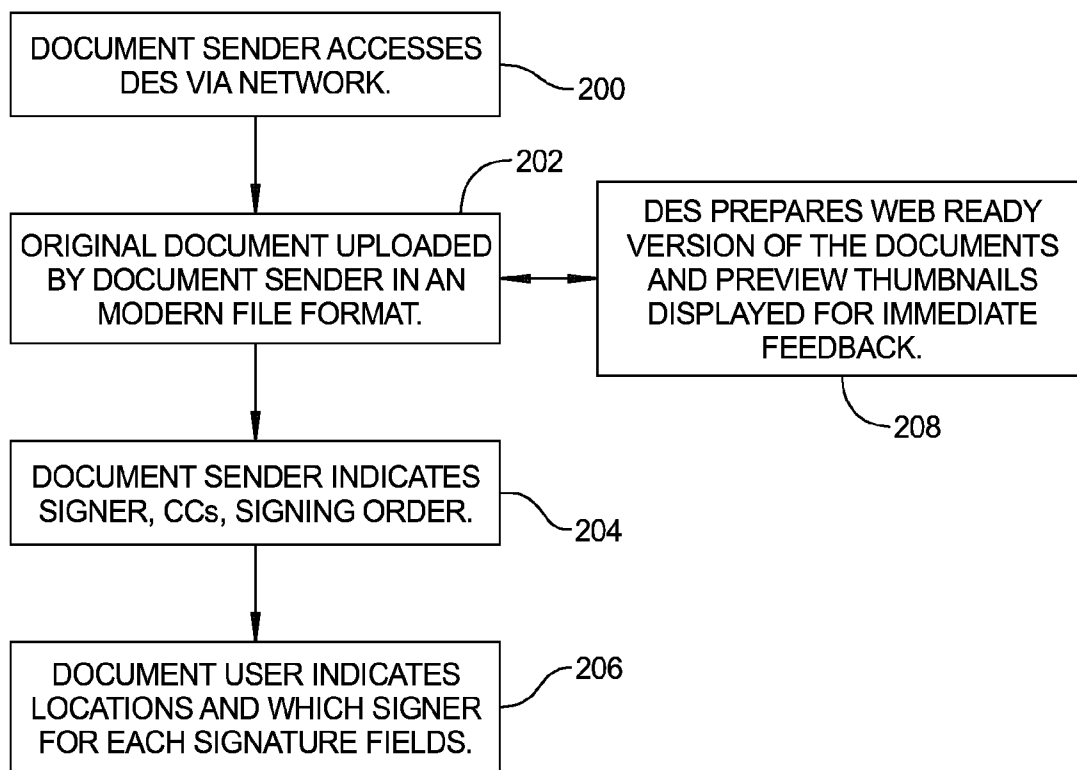 DOCUMENT SENDER ACCESSES
DES VIA NETWORK.
200
202
ORIGINAL DOCUMENT UPLOADED
BY DOCUMENT SENDER IN AN
MODERN FILE FORMAT.
DES PREPARES WEB READY
VERSION OF THE DOCUMENTS
AND PREVIEW THUMBNAILS
DISPLAYED FOR IMMEDIATE
FEEDBACK.
208
DOCUMENT SENDER INDICATES
SIGNER, CCs, SIGNING ORDER.
204
DOCUMENT USER INDICATES
LOCATIONS AND WHICH SIGNER
FOR EACH SIGNATURE FIELDS.
206